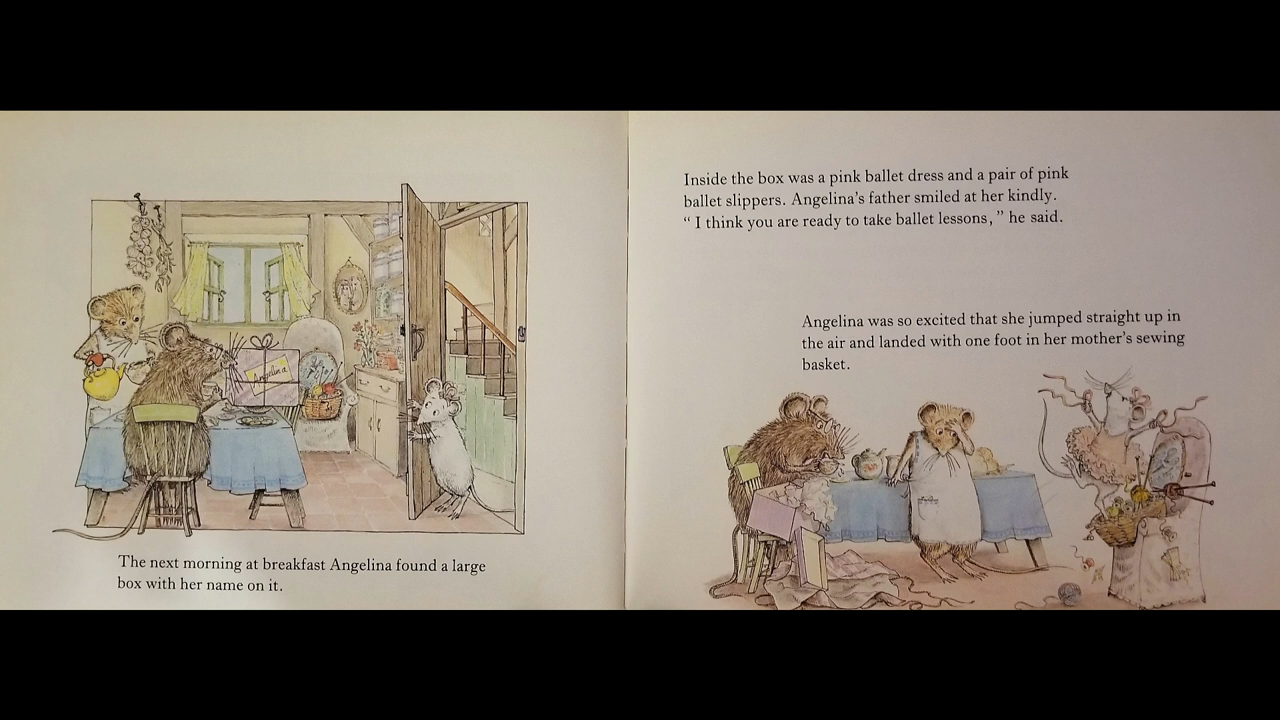 Angelina
The next morning at breakfast Angelina found a large
box with her name on it.
Inside the box was a pink ballet dress and a pair of pink
ballet slippers. Angelina's father smiled at her kindly.
“ I think you are ready to take ballet lessons, ” he said.
Angelina was so excited that she jumped straight up in
the air and landed with one foot in her mother's sewing
basket.